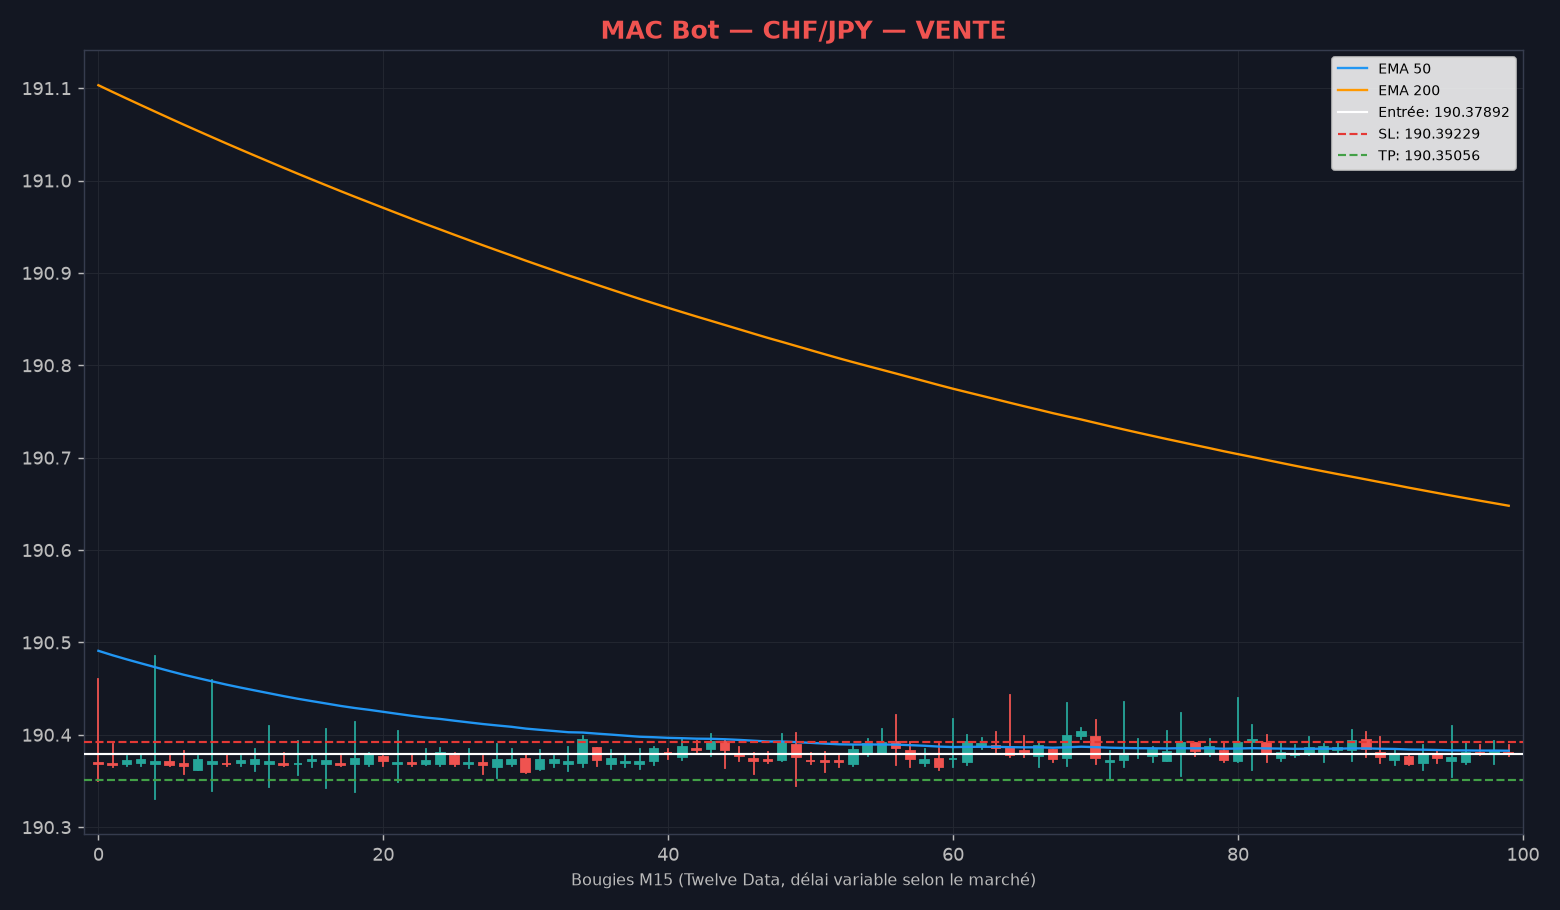 MAC Bot — CHF/JPY — VENTE
EMA 50
EMA 200
Entrée: 190.37892
SL: 190.39229
TP: 190.35056
191.1
191.0
190.9
190.8
190.7
190.6
190.5
190.4
190.3
0 20 40 60 80 100
Bougies M15 (Twelve Data, délai variable selon le marché)